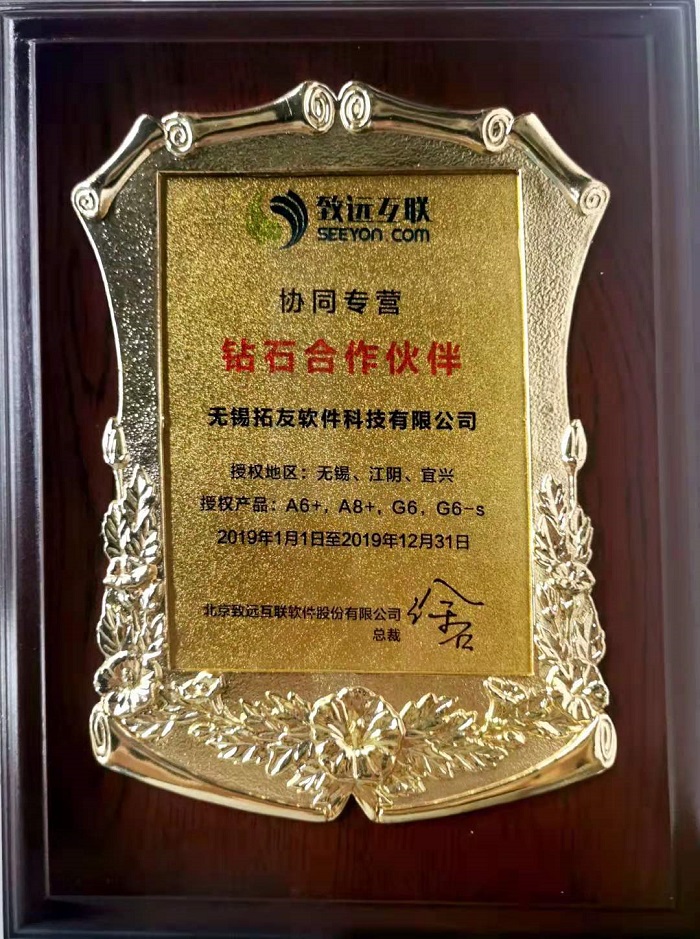 致远互联
SEEYON.COM
协同专营
钻石合作伙伴
无锡拓友软件科技有限公司
授权地区：无锡、江阴、宜兴
授权产品：A6+，A8+，G6，G6-s
2019年1月1日至2019年12月31日
北京致远互联软件股份有限公司
总裁